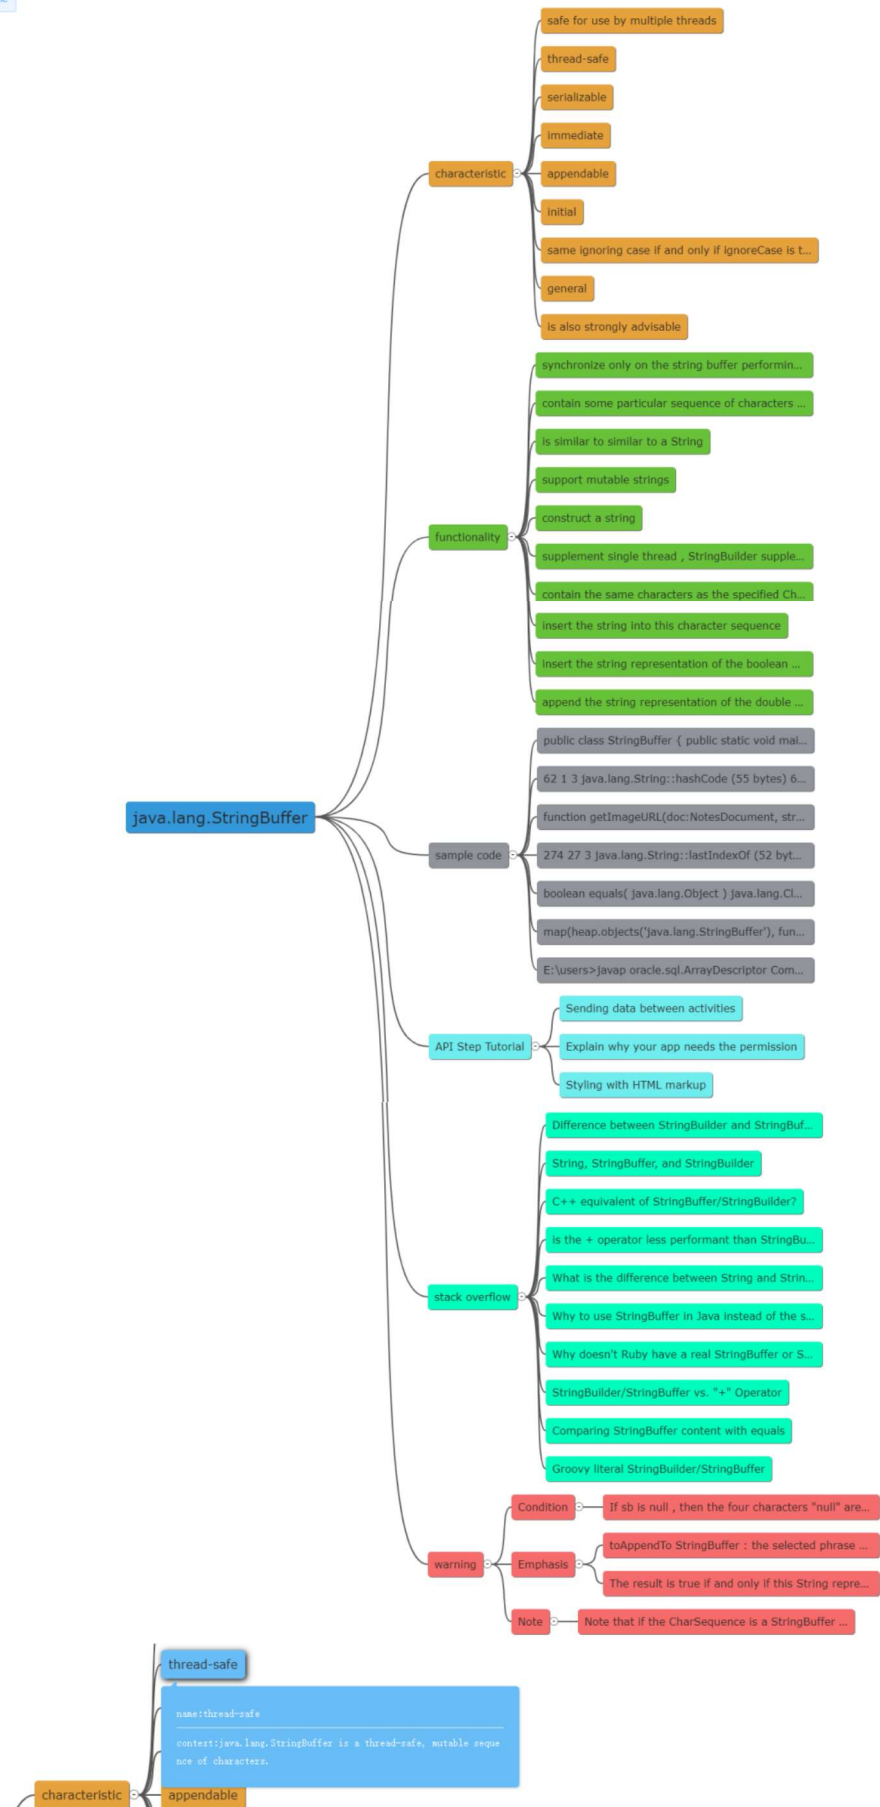 safe for use by multiple threads
thread-safe
serializable
immediate
characteristic
appendable
initial
same ignoring case if and only if ignoreCase is t...
general
is also strongly advisable
synchronize only on the string buffer performin...
contain some particular sequence of characters ...
is similar to similar to a String
support mutable strings
construct a string
functionality
supplement single thread , StringBuilder supple...
contain the same characters as the specified Ch...
insert the string into this character sequence
insert the string representation of the boolean ...
append the string representation of the double ...
public class StringBuffer { public static void mai...
62 1 3 java.lang.String::hashCode (55 bytes) 6...
java.lang.StringBuffer
function getImageURL(doc:NotesDocument, str...
sample code
274 27 3 java.lang.String::lastIndexOf (52 byt...
boolean equals( java.lang.Object ) java.lang.Cl...
map(heap.objects('java.lang.StringBuffer'), fun...
E:\users>javap oracle.sql.ArrayDescriptor Com...
Sending data between activities
API Step Tutorial
Explain why your app needs the permission
Styling with HTML markup
Difference between StringBuilder and StringBuf...
String, StringBuffer, and StringBuilder
C++ equivalent of StringBuffer/StringBuilder?
is the + operator less performant than StringBu...
What is the difference between String and Strin...
stack overflow
Why to use StringBuffer in Java instead of the s...
Why doesn't Ruby have a real StringBuffer or S...
StringBuilder/StringBuffer vs. "+" Operator
Comparing StringBuffer content with equals
Groovy literal StringBuilder/StringBuffer
Condition
If sb is null , then the four characters "null" are...
warning
Emphasis
toAppendTo StringBuffer : the selected phrase ...
The result is true if and only if this String repre...
Note
Note that if the CharSequence is a StringBuffer ...
thread-safe
name:thread-safe
context:java.lang.StringBuffer is a thread-safe, mutable seque
nce of characters.
characteristic
appendable